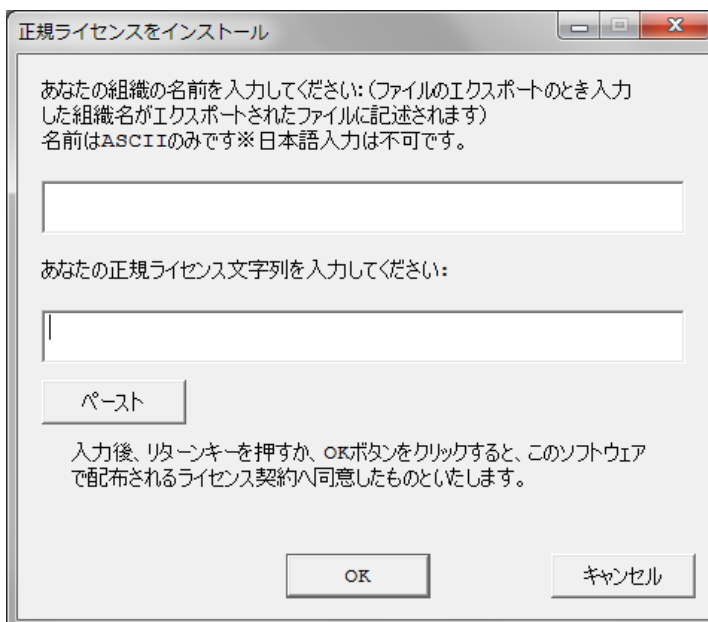 正規ライセンスをインストール
あなたの組織の名前を入力してください:(ファイルのエクスポートのとき入力
した組織名がエクスポートされたファイルに記述されます)
名前はASCIIのみです※日本語入力は不可です。
あなたの正規ライセンス文字列を入力してください:
ペースト
入力後、リターンキーを押すか、OKボタンをクリックすると、このソフトウェア
で配布されるライセンス契約へ同意したものといたします。
OK
キャンセル